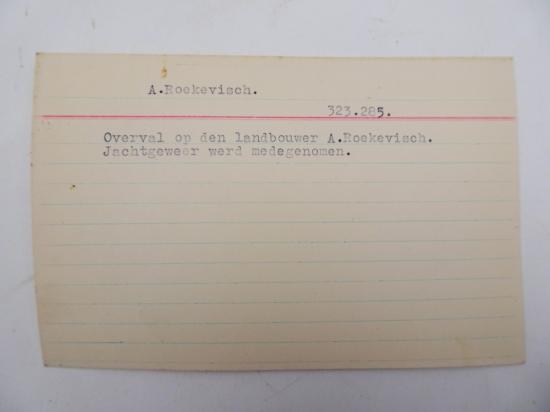 A.Roekevisch.
323.285.
Overval op den landbouwer A.Roekevisch.
Jachtgeweer werd medegenomen.